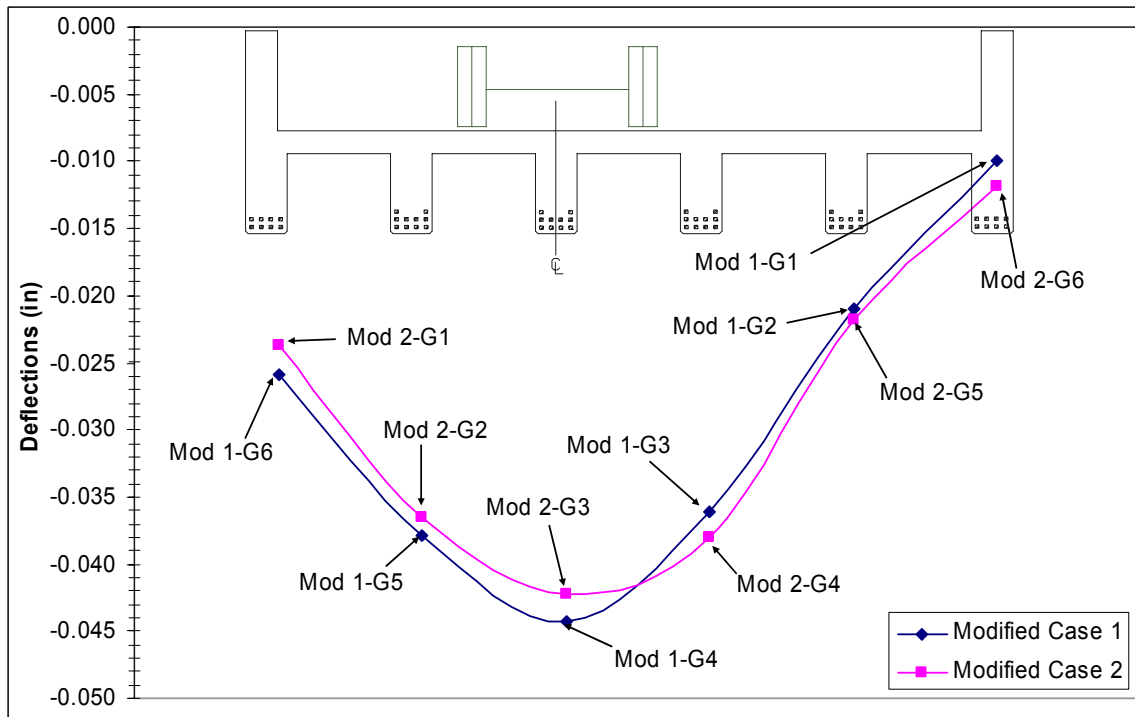 0.000
-0.005
-0.010
-0.015
-0.020
-0.025
-0.030
-0.035
-0.040
-0.045
-0.050
Deflections (in)
CL
Mod 1-G1
Mod 2-G6
Mod 1-G2
Mod 2-G1
Mod 2-G5
Mod 2-G2
Mod 1-G6
Mod 1-G3
Mod 2-G3
Mod 1-G5
Mod 2-G4
Mod 1-G4
Modified Case 1
Modified Case 2